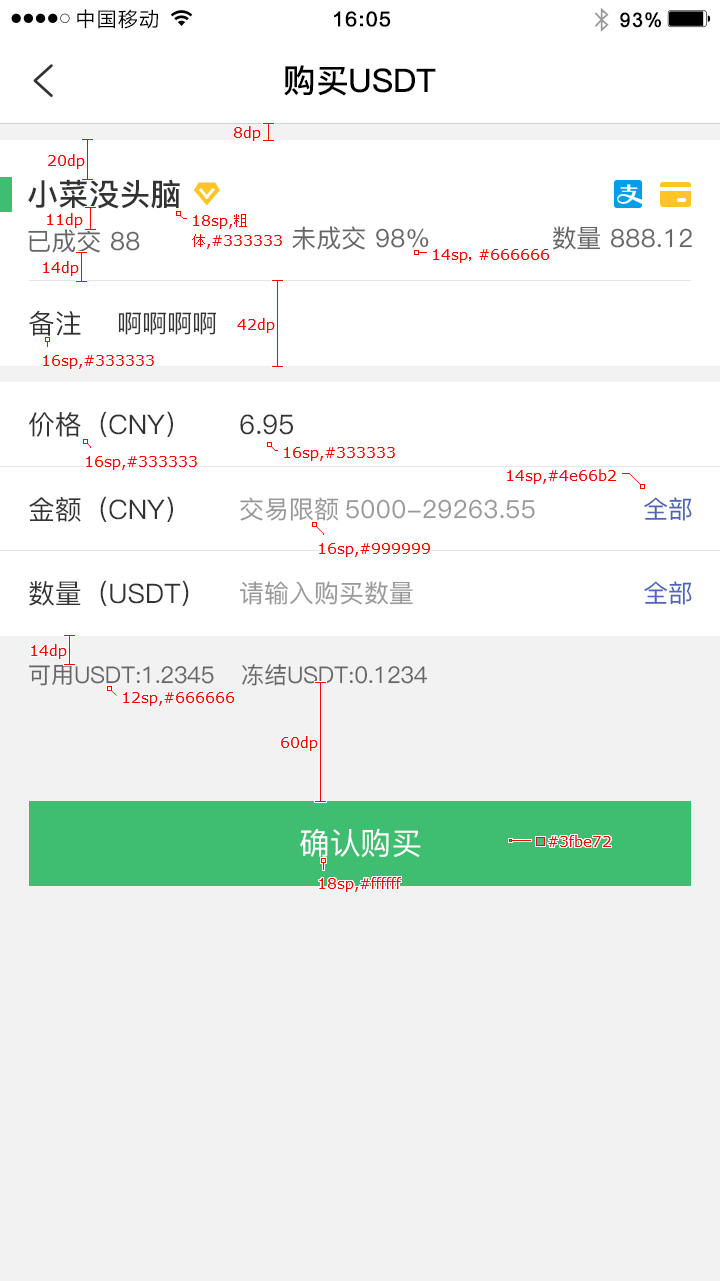 中国移动 16:05 93%
购买USDT
8dp
20dp
小菜没头脑 支
11dp 18sp,粗
体,#333333
已成交 88 未成交 98% 数量 888.12
14sp, #666666
14dp
备注 啊啊啊啊 42dp
16sp,#333333
价格（CNY） 6.95
16sp,#333333 16sp,#333333
14sp,#4e66b2
金额（CNY） 交易限额 5000-29263.55 全部
16sp,#999999
数量（USDT） 请输入购买数量 全部
14dp
可用USDT:1.2345 冻结USDT:0.1234
12sp,#666666
60dp
确认购买 #3fbe72
18sp,#ffffff